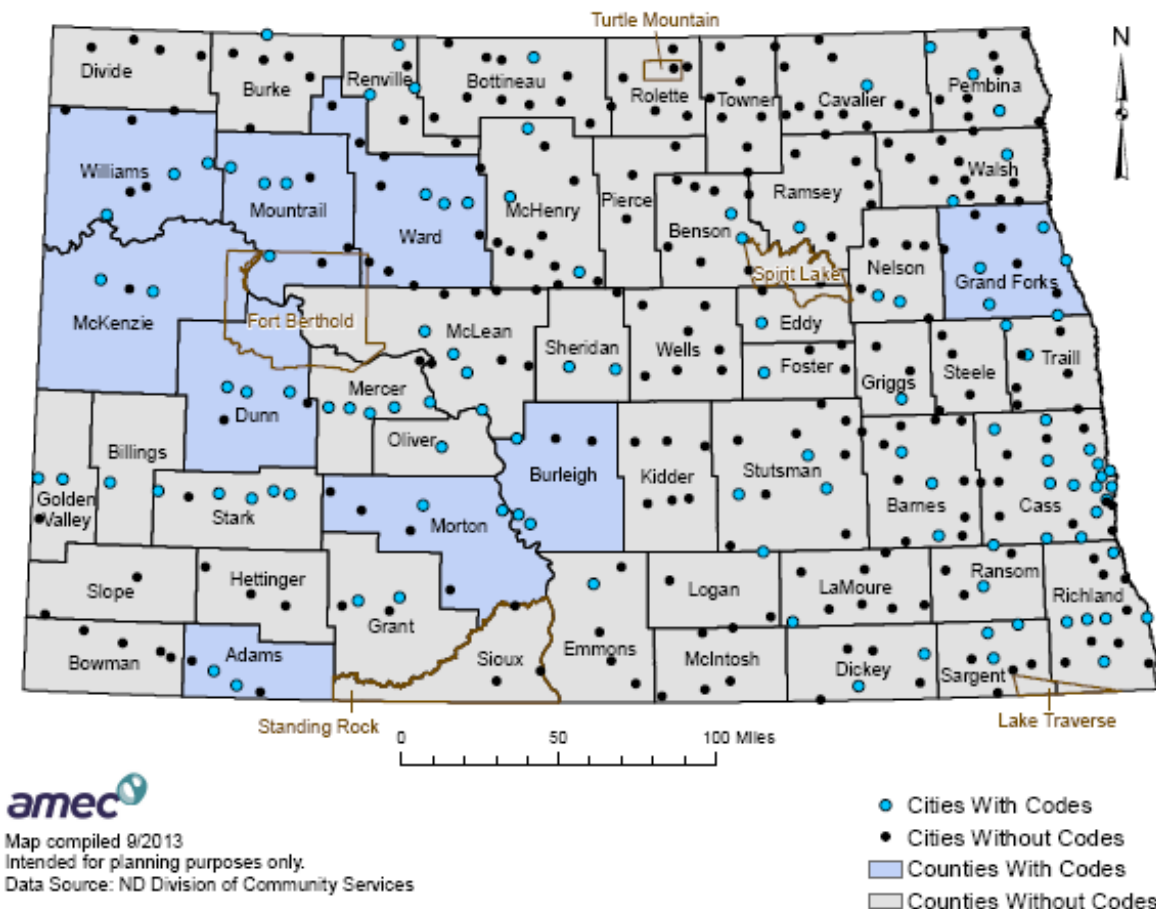 Turtle Mountain
N
Divide
Burke
Renville
Bottineau
Rolette
Towner
Cavalier
Pembina
Williams
Mountrail
Ward
McHenry
Pierce
Benson
Ramsey
Walsh
Nelson
Grand Forks
Spirit Lake
McKenzie
Fort Berthold
McLean
Sheridan
Wells
Eddy
Foster
Griggs
Steele
Traill
Dunn
Mercer
Oliver
Billings
Golden
Valley
Stark
Burleigh
Kidder
Stutsman
Barnes
Cass
Morton
Slope
Hettinger
Grant
Logan
LaMoure
Ransom
Richland
Bowman
Adams
Sioux
Emmons
McIntosh
Dickey
Sargent
Standing Rock
Lake Traverse
0 50 100 Miles
amec
Map compiled 9/2013
Intended for planning purposes only.
Data Source: ND Division of Community Services
Cities With Codes
Cities Without Codes
Counties With Codes
Counties Without Codes